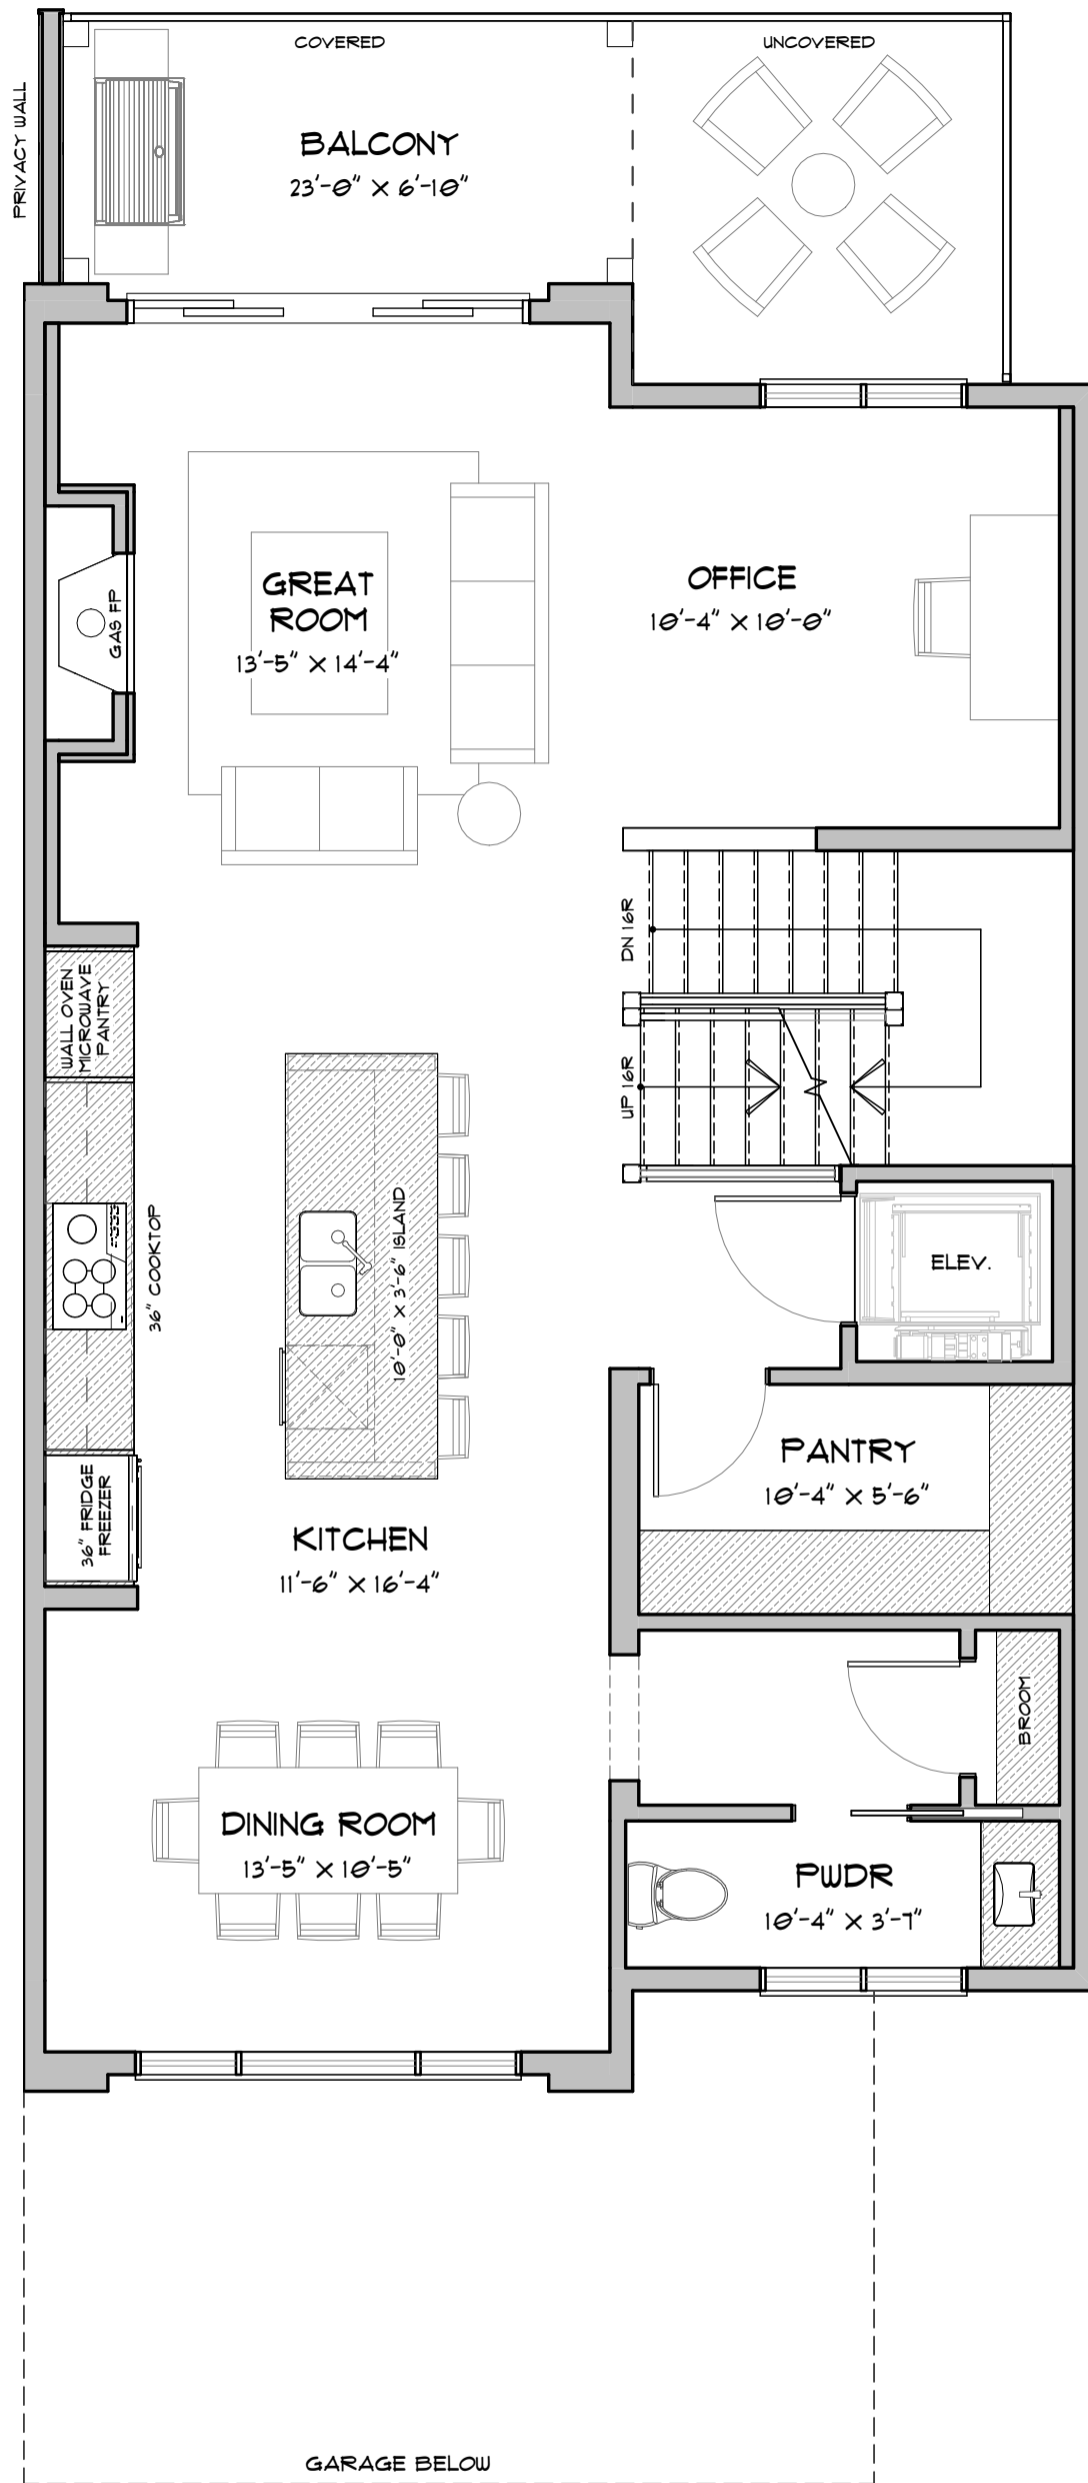 COVERED
UNCOVERED
PRIVACY WALL
BALCONY
23'-0" X 6'-10"
GREAT
ROOM
13'-5" X 14'-4"
GAS FP
OFFICE
10'-4" X 10'-0"
DN 16R
UP 16R
WALL OVEN
MICROWAVE
PANTRY
36" COOKTOP
10'-0" X 3'-6" ISLAND
ELEV.
36" FRIDGE
FREEZER
KITCHEN
11'-6" X 16'-4"
PANTRY
10'-4" X 5'-6"
BROOM
DINING ROOM
13'-5" X 10'-5"
PWDR
10'-4" X 3'-7"
GARAGE BELOW